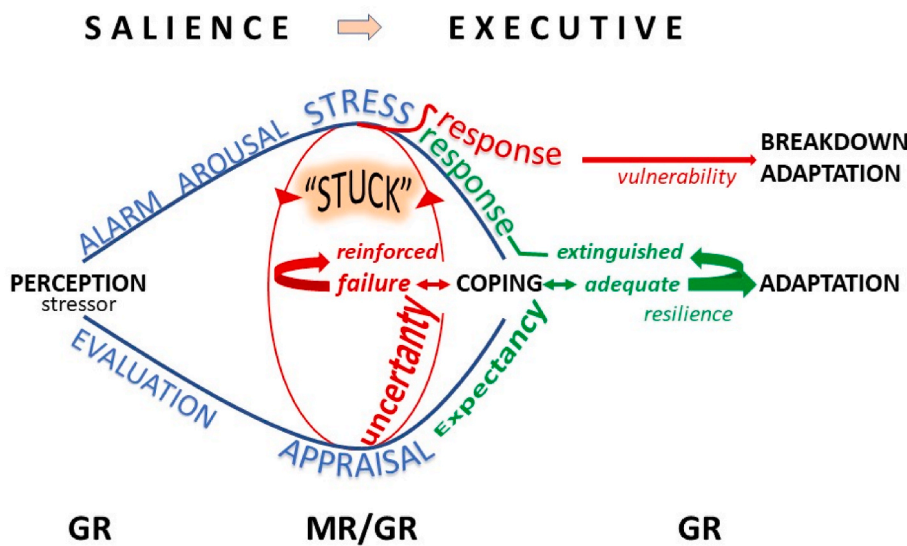 SALIENCE EXECUTIVE
STRESS
ALARM AROUSAL
response
response
"STUCK"
BREAKDOWN
ADAPTATION
vulnerability
reinforced
extinguished
PERCEPTION
stressor
failure
COPING
adequate
ADAPTATION
resilience
uncertanty
Expectancy
EVALUATION
APPRAISAL
GR MR/GR GR